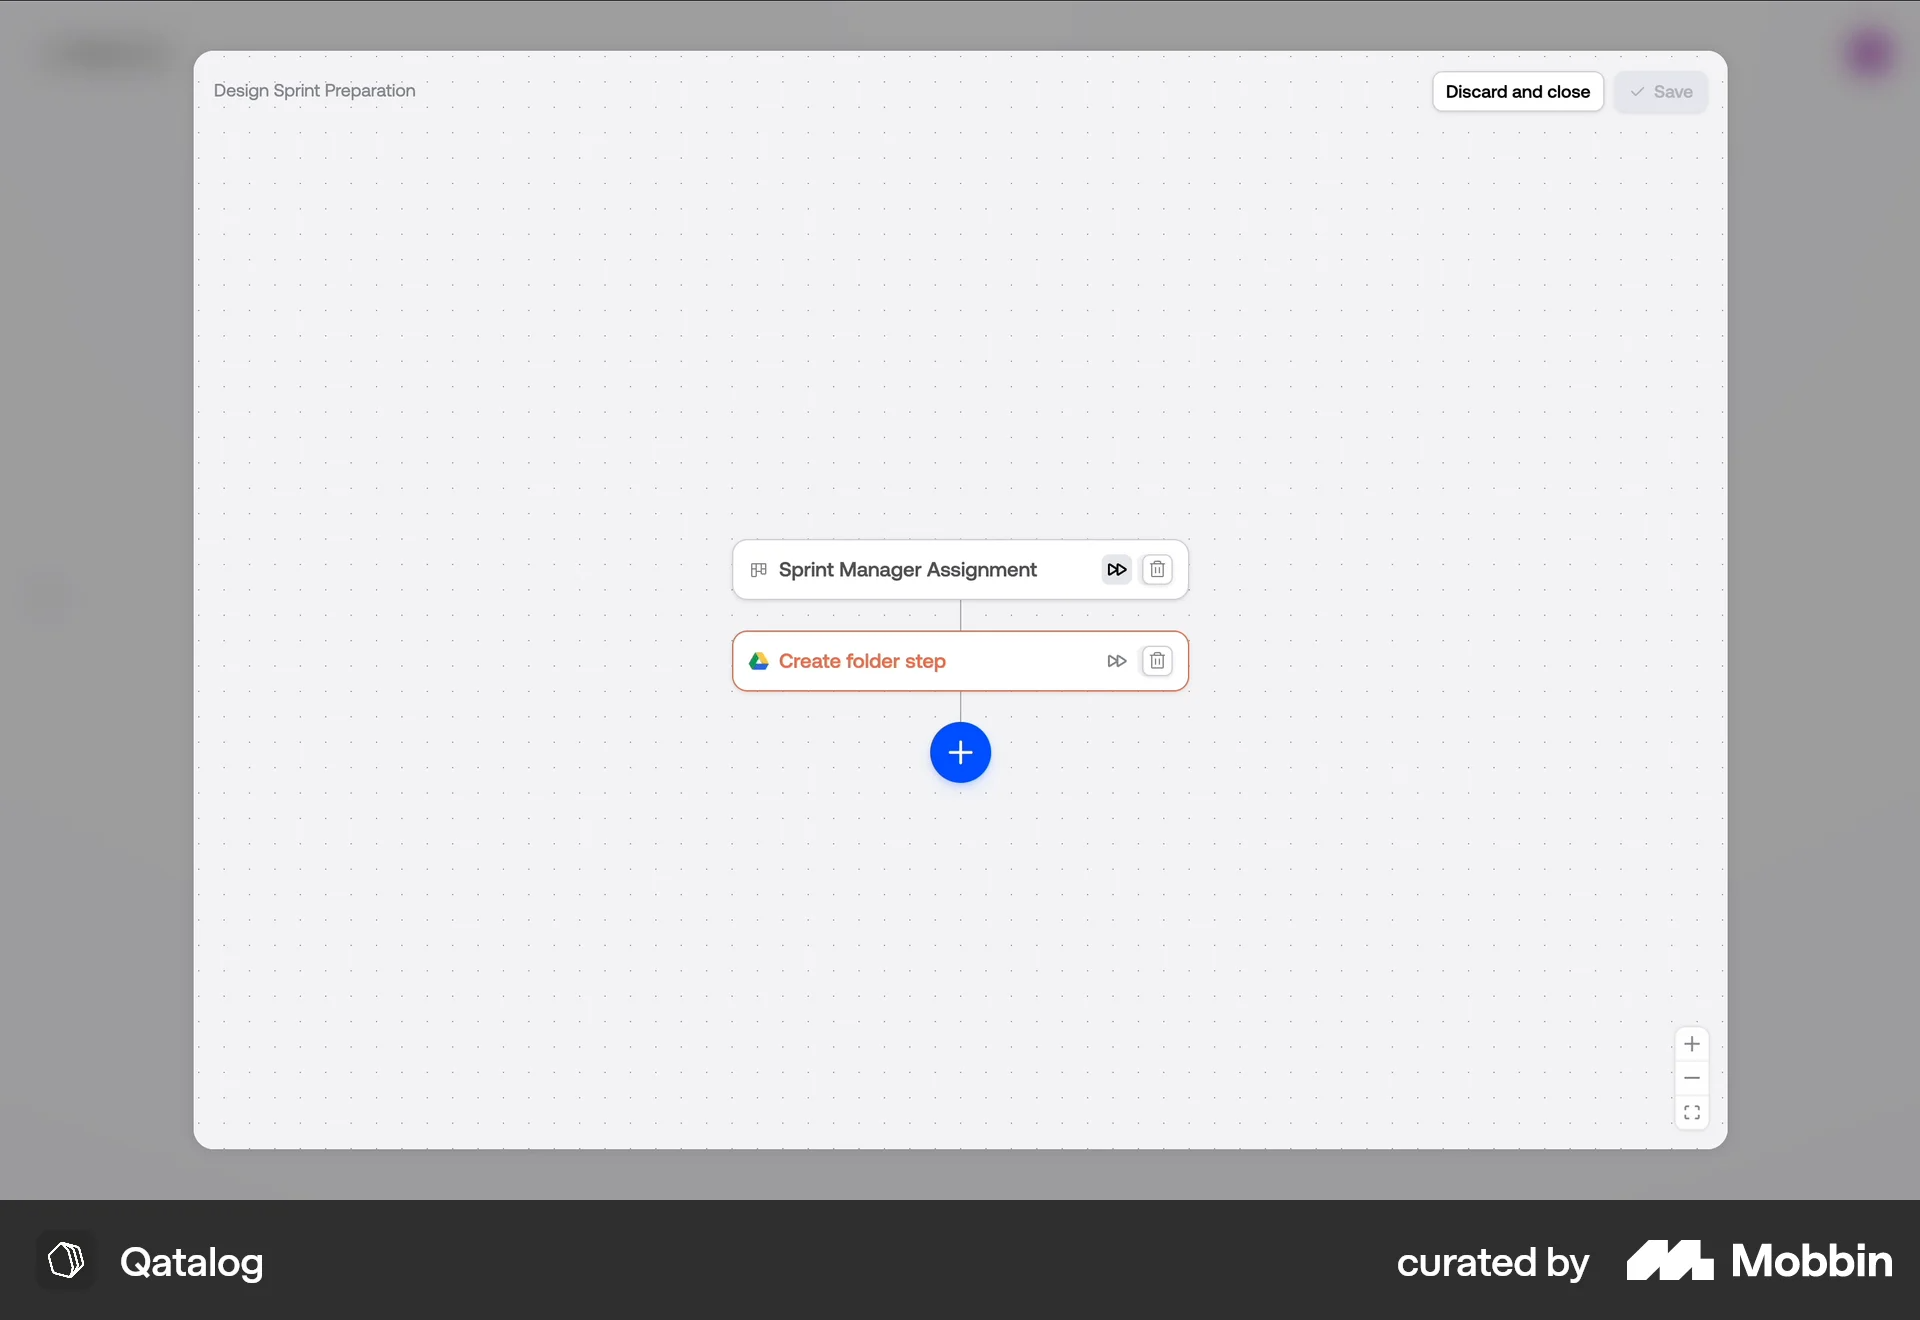 Design Sprint Preparation
Discard and close
Save
Sprint Manager Assignment
Create folder step
Qatalog
curated by
Mobbin